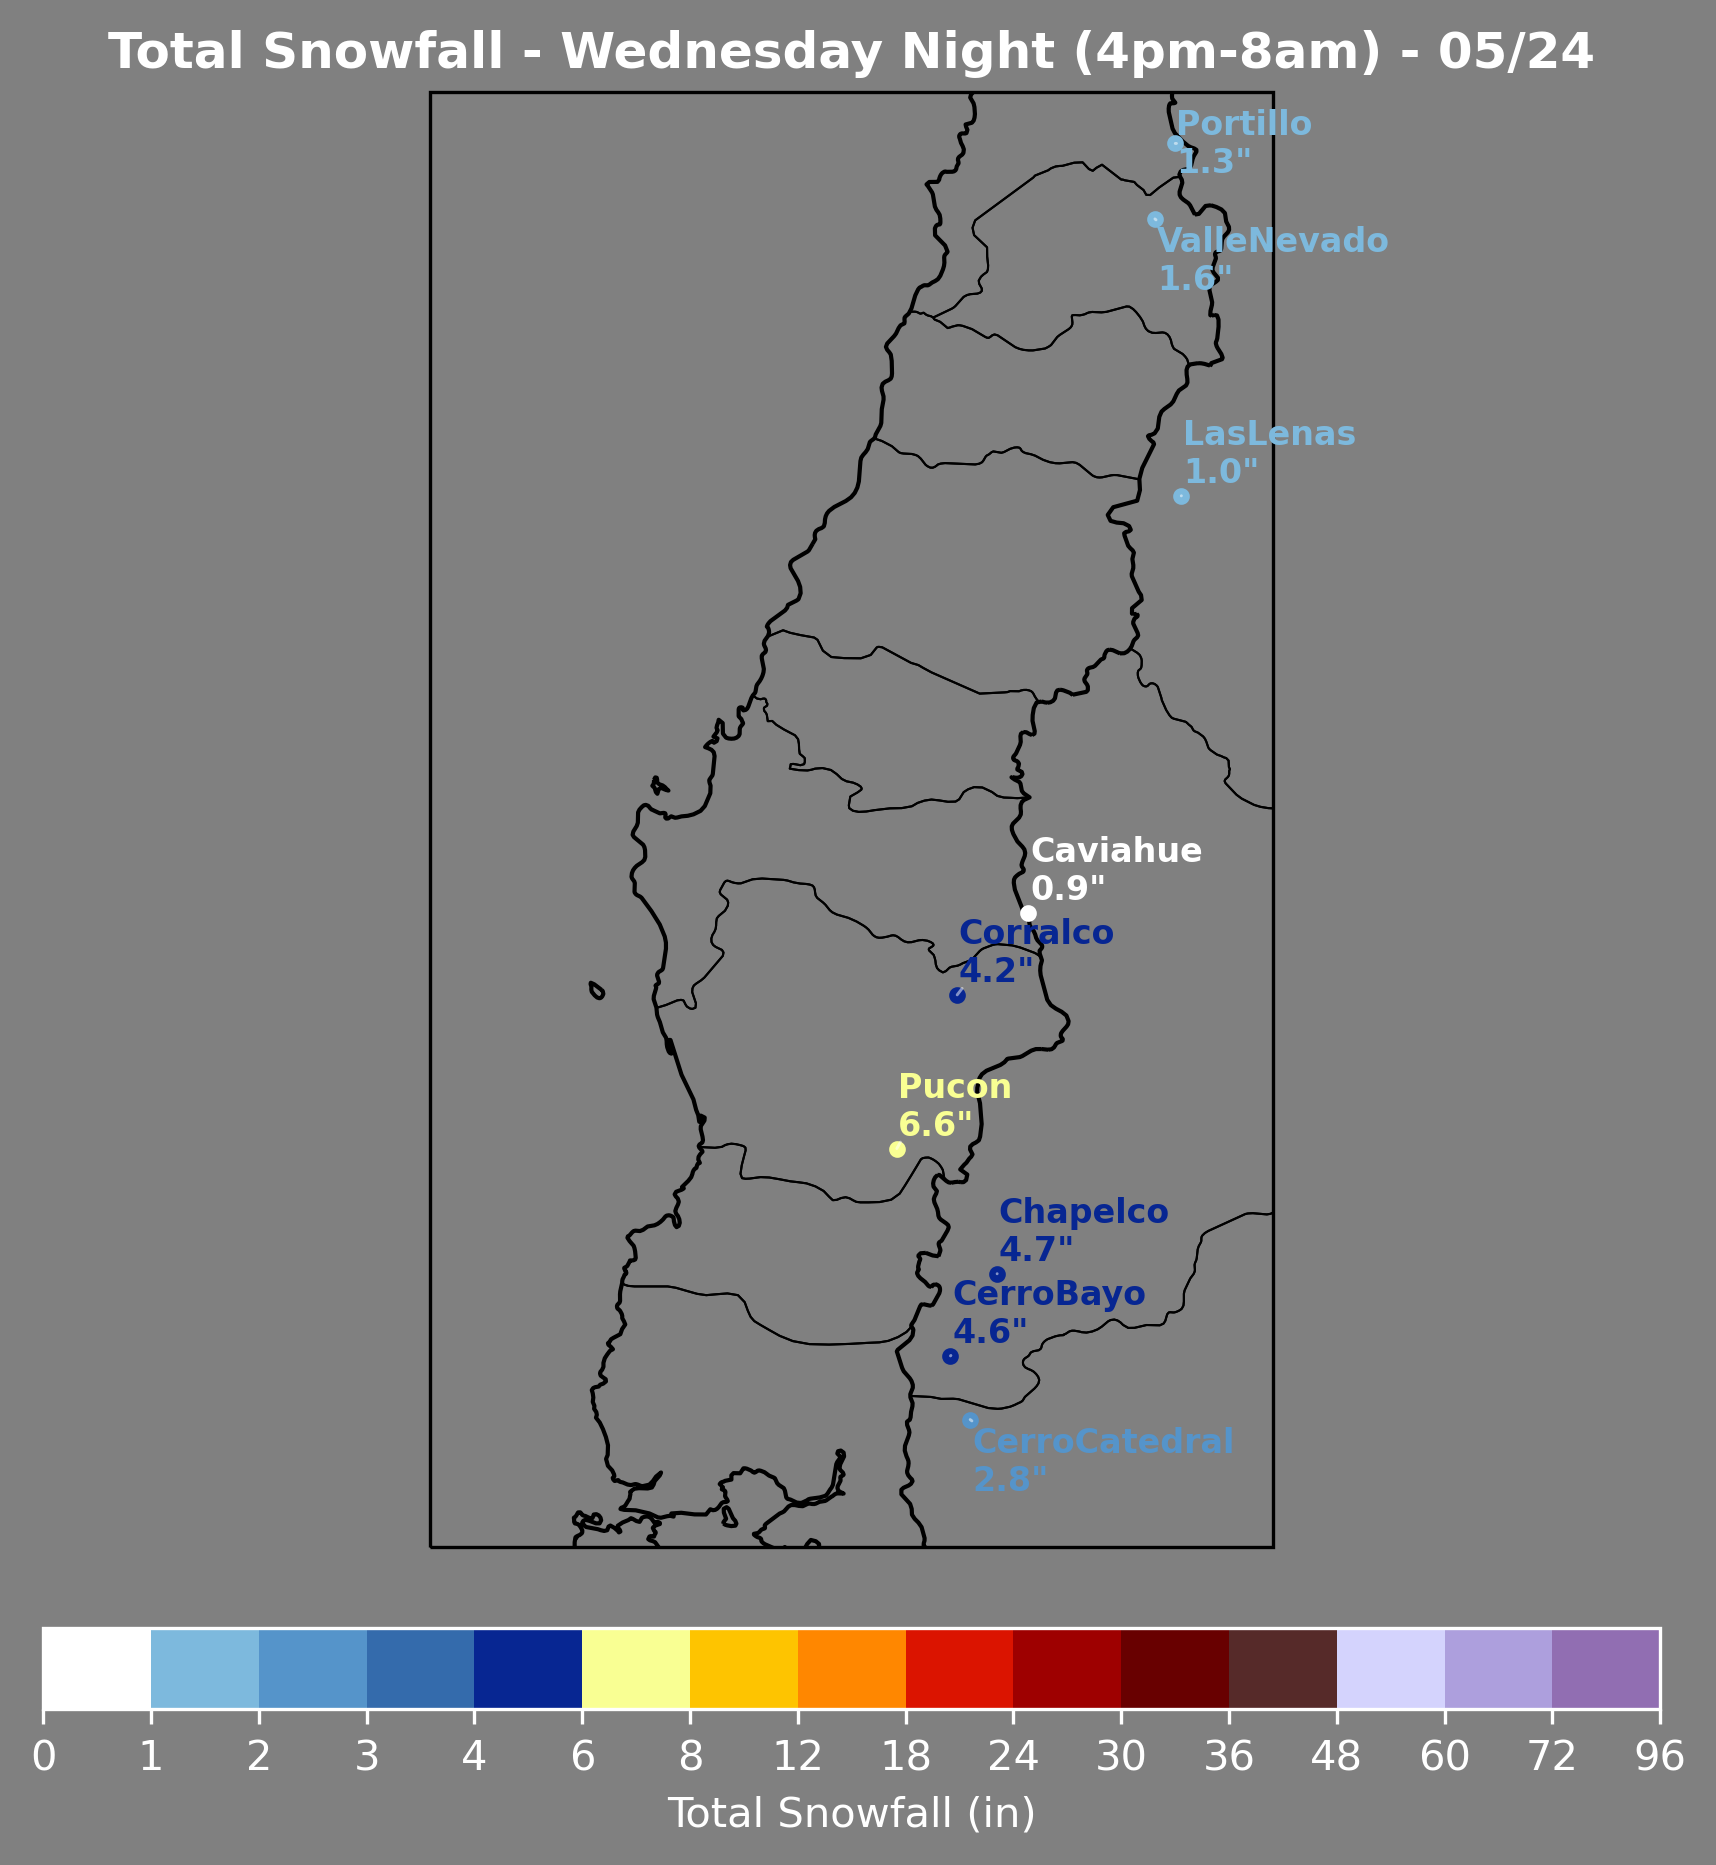 Total Snowfall - Wednesday Night (4pm-8am) - 05/24
Portillo
1.3"
ValleNevado
1.6"
LasLenas
1.0"
Caviahue
0.9"
Corralco
4.2"
Pucon
6.6"
Chapelco
4.7"
CerroBayo
4.6"
CerroCatedral
2.8"
0 1 2 3 4 6 8 12 18 24 30 36 48 60 72 96
Total Snowfall (in)